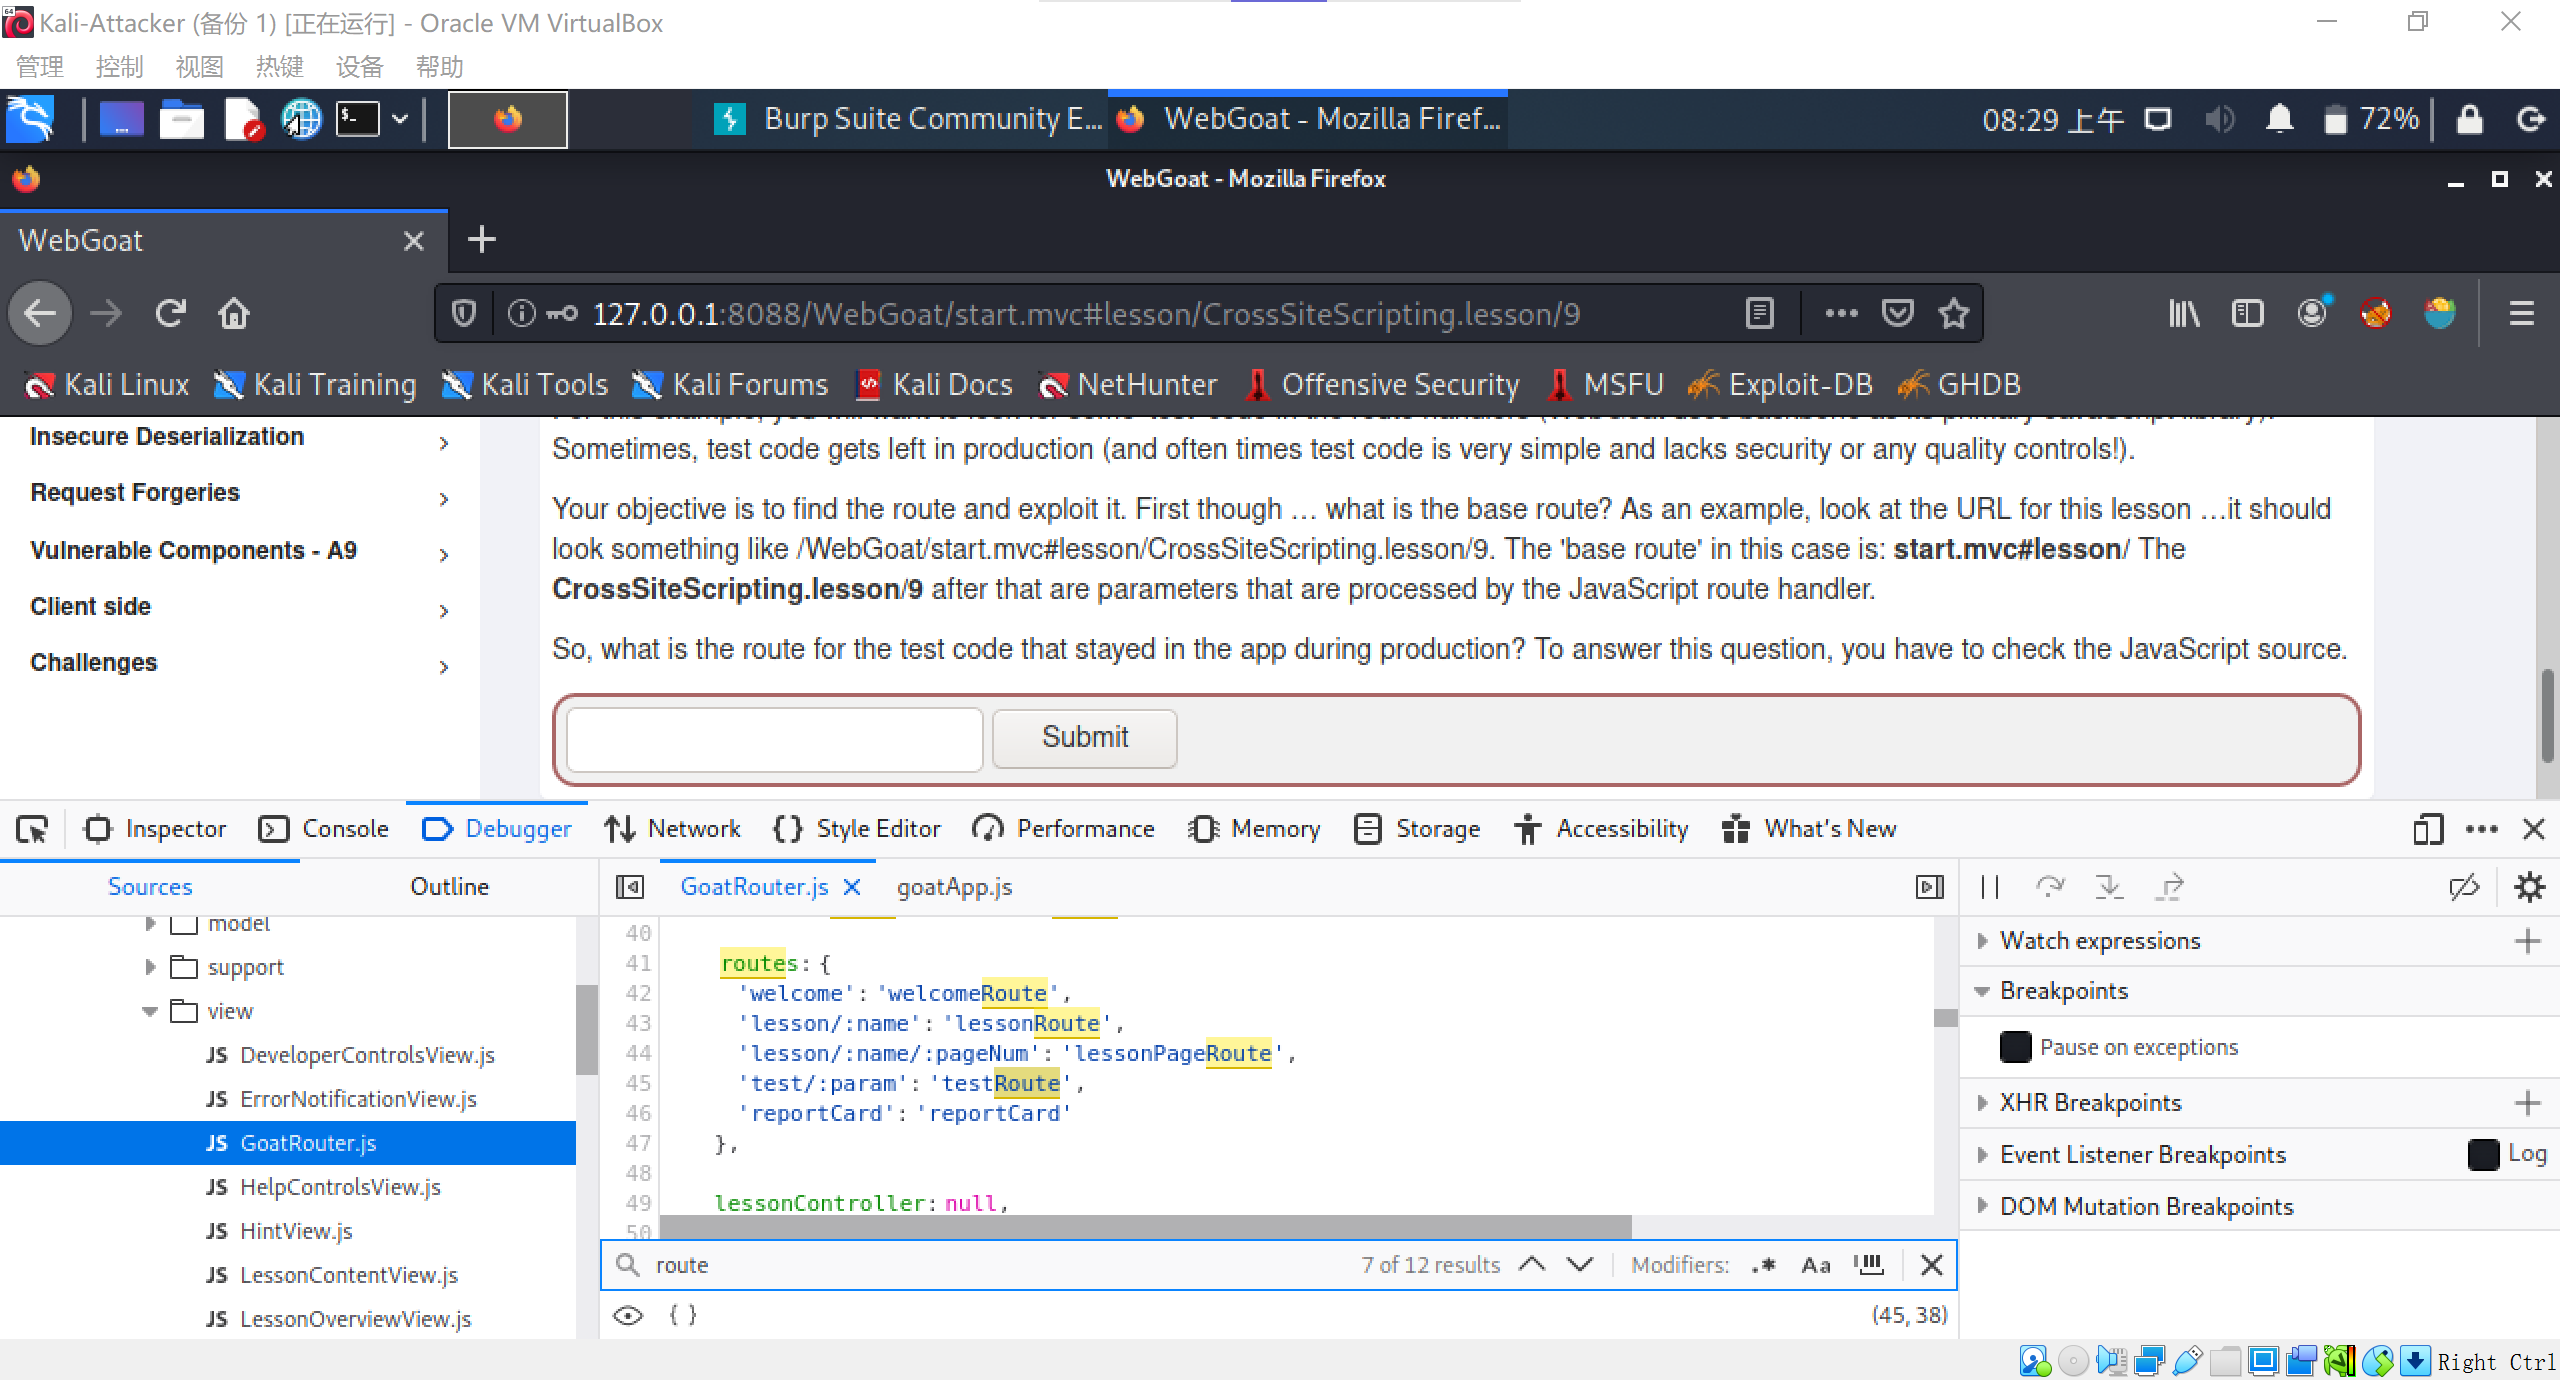 Kali-Attacker (备份 1) [正在运行] - Oracle VM VirtualBox
管理 控制 视图 热键 设备 帮助
Burp Suite Community E... WebGoat - Mozilla Firef... 08:29 上午 72%
WebGoat - Mozilla Firefox
WebGoat
127.0.0.1:8088/WebGoat/start.mvc#lesson/CrossSiteScripting.lesson/9
Kali Linux Kali Training Kali Tools Kali Forums Kali Docs NetHunter Offensive Security MSFU Exploit-DB GHDB
Insecure Deserialization
Request Forgeries
Vulnerable Components - A9
Client side
Challenges
Sometimes, test code gets left in production (and often times test code is very simple and lacks security or any quality controls!).
Your objective is to find the route and exploit it. First though … what is the base route? As an example, look at the URL for this lesson …it should
look something like /WebGoat/start.mvc#lesson/CrossSiteScripting.lesson/9. The 'base route' in this case is: start.mvc#lesson/ The
CrossSiteScripting.lesson/9 after that are parameters that are processed by the JavaScript route handler.
So, what is the route for the test code that stayed in the app during production? To answer this question, you have to check the JavaScript source.
Submit
Inspector Console Debugger Network Style Editor Performance Memory Storage Accessibility What's New
Sources Outline
model
support
view
JS DeveloperControlsView.js
JS ErrorNotificationView.js
JS GoatRouter.js
JS HelpControlsView.js
JS HintView.js
JS LessonContentView.js
JS LessonOverviewView.js
GoatRouter.js goatApp.js
40
41 routes: {
42 'welcome': 'welcomeRoute',
43 'lesson/:name': 'lessonRoute',
44 'lesson/:name/:pageNum': 'lessonPageRoute',
45 'test/:param': 'testRoute',
46 'reportCard': 'reportCard'
47 },
48
49 lessonController: null,
50
route 7 of 12 results Modifiers: .* Aa
{ } (45, 38)
Watch expressions
Breakpoints
Pause on exceptions
XHR Breakpoints
Event Listener Breakpoints Log
DOM Mutation Breakpoints
Right Ctrl